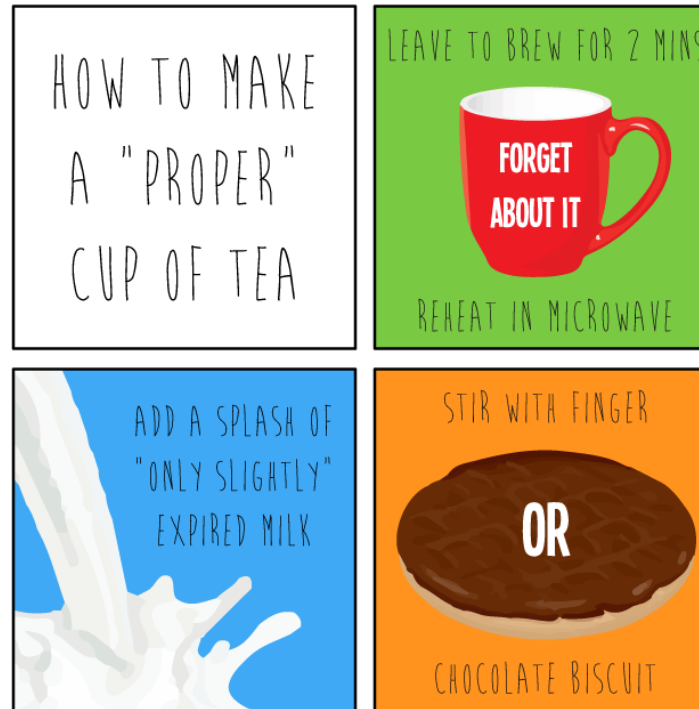 HOW TO MAKE
A "PROPER"
CUP OF TEA
LEAVE TO BREW FOR 2 MINS
FORGET
ABOUT IT
REHEAT IN MICROWAVE
ADD A SPLASH OF
"ONLY SLIGHTLY"
EXPIRED MILK
STIR WITH FINGER
OR
CHOCOLATE BISCUIT